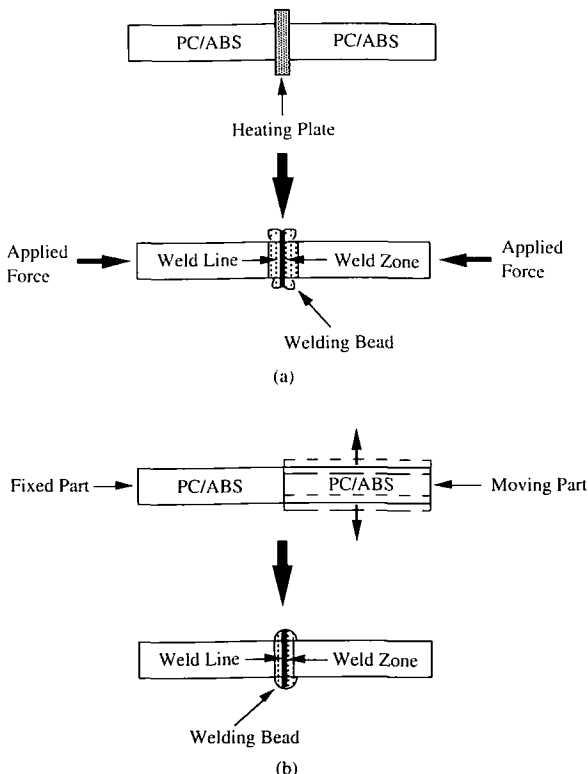 PC/ABS PC/ABS
Heating Plate
Applied
Force
Weld Line Weld Zone
Applied
Force
Welding Bead
(a)
Fixed Part PC/ABS PC/ABS Moving Part
Weld Line Weld Zone
Welding Bead
(b)